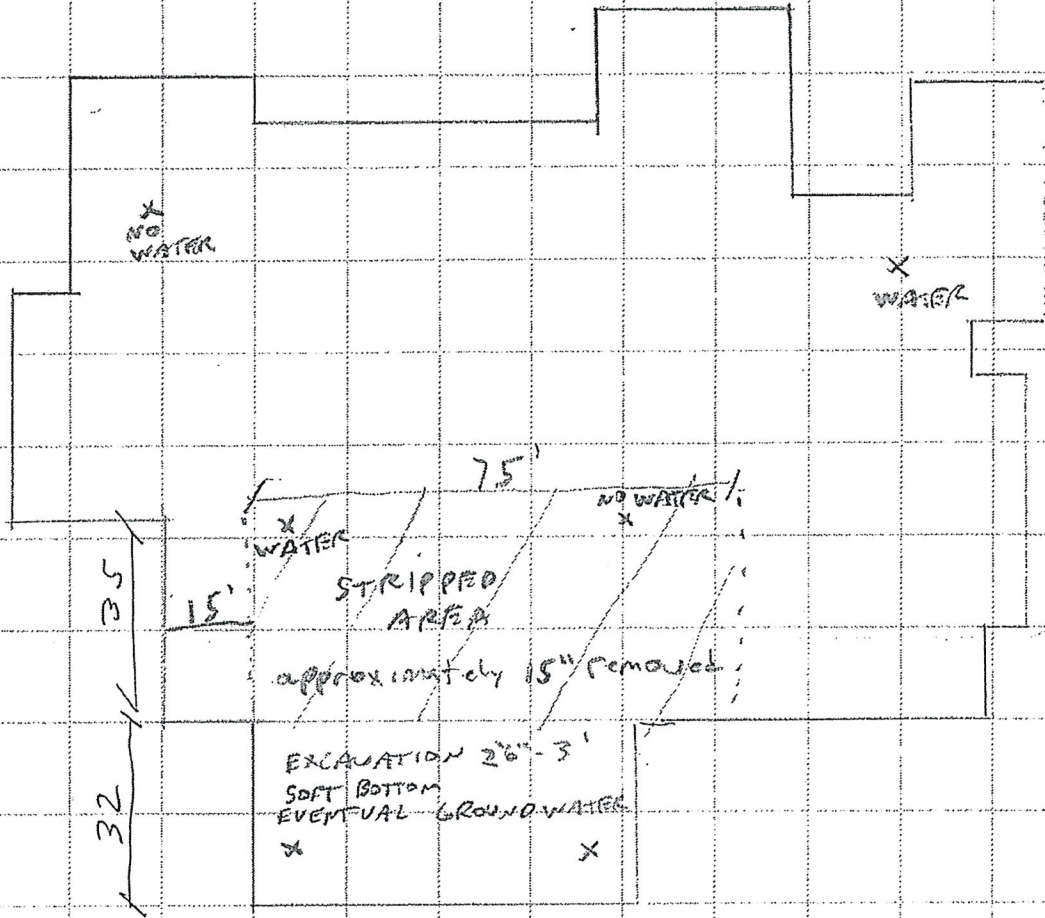 NO
WATER
WATER
75'
NO WATER
WATER
STRIPPED
AREA
35
15'
approximately 15" removed
EXCAVATION 2'6"-3'
SOFT BOTTOM
EVENTUAL GROUNDWATER
32